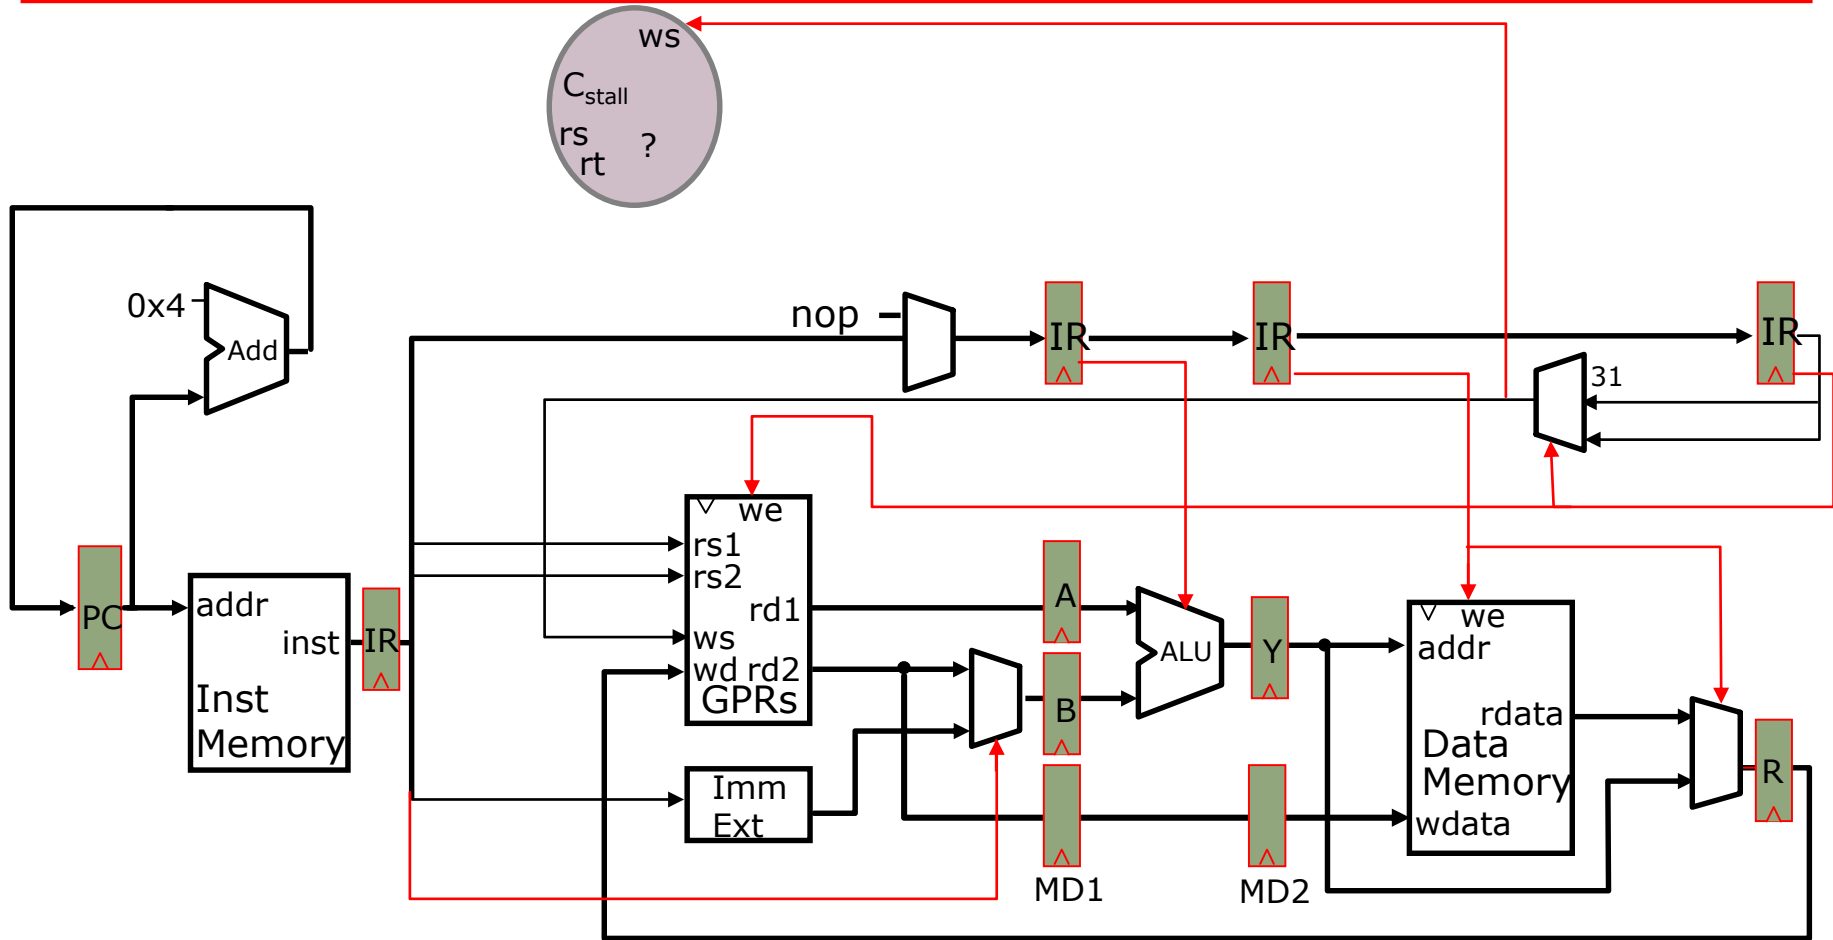 ws
C_stall
rs
?
rt
0x4
Add
nop
IR
IR
IR
31
we
rs1
rs2
rd1
ws
wd rd2
GPRs
PC
addr
inst
Inst
Memory
IR
A
B
ALU
Y
we
addr
rdata
Data
Memory
wdata
R
Imm
Ext
MD1
MD2